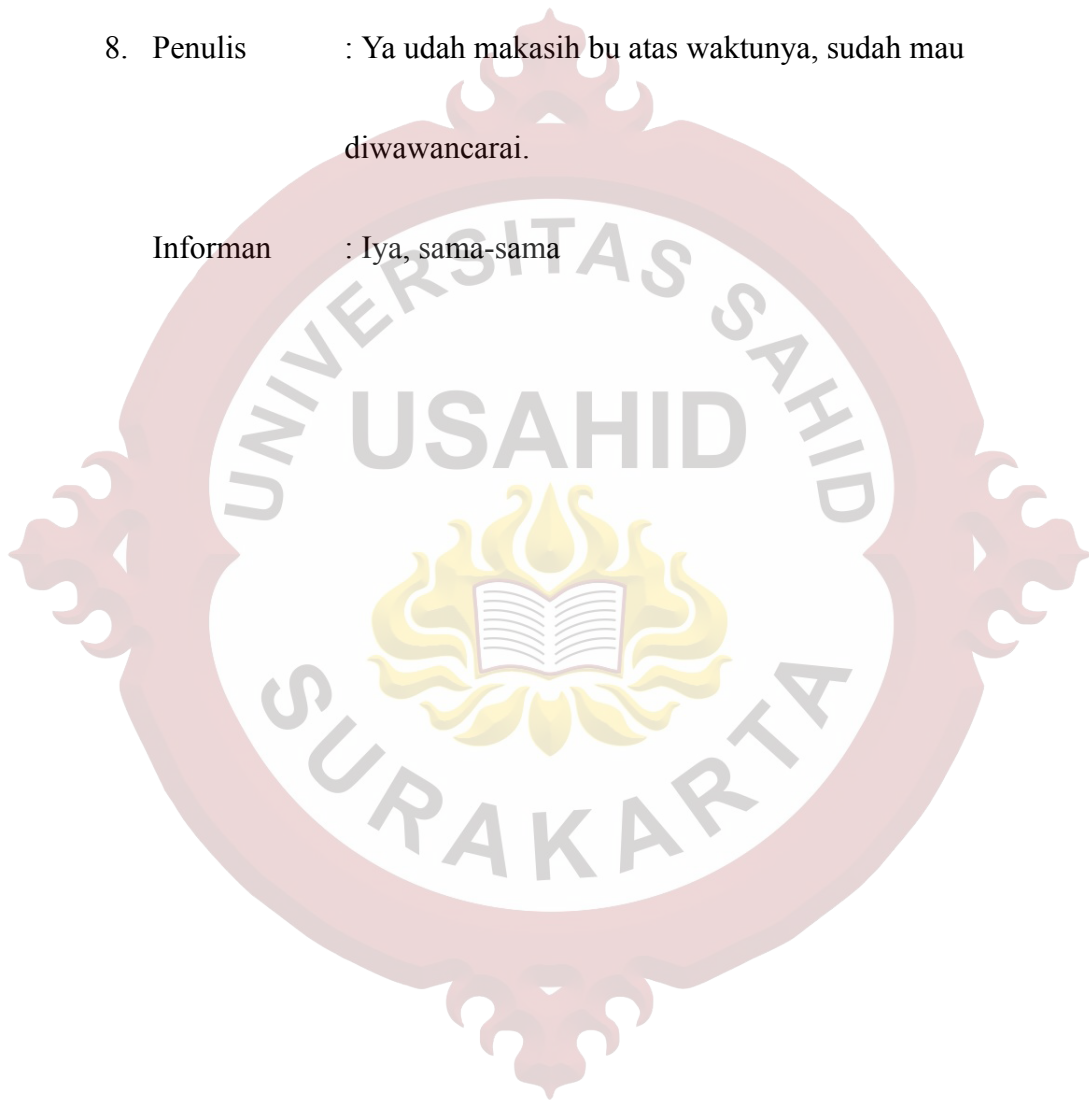 8. Penulis : Ya udah makasih bu atas waktunya, sudah mau
diwawancarai.
Informan : Iya, sama-sama
UNIVERSITAS SAHID
USAHID
SURAKARTA